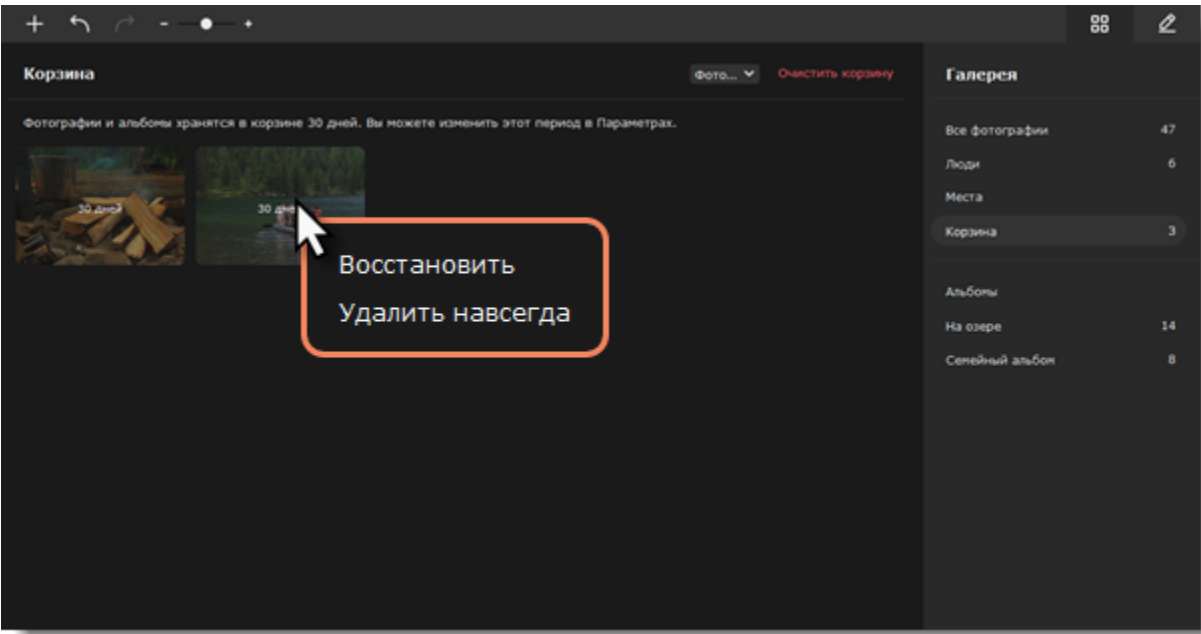 Корзина
Фото...
Очистить корзину
Фотографии и альбомы хранятся в корзине 30 дней. Вы можете изменить этот период в Параметрах.
30 дней
30
Восстановить
Удалить навсегда
Галерея
Все фотографии 47
Люди 6
Места
Корзина 3
Альбомы
На озере 14
Семейный альбом 8